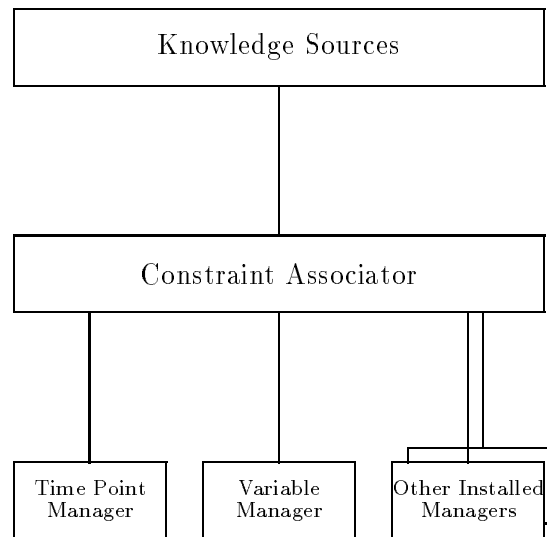 Knowledge Sources
Constraint Associator
Time Point
Manager
Variable
Manager
Other Installed
Managers